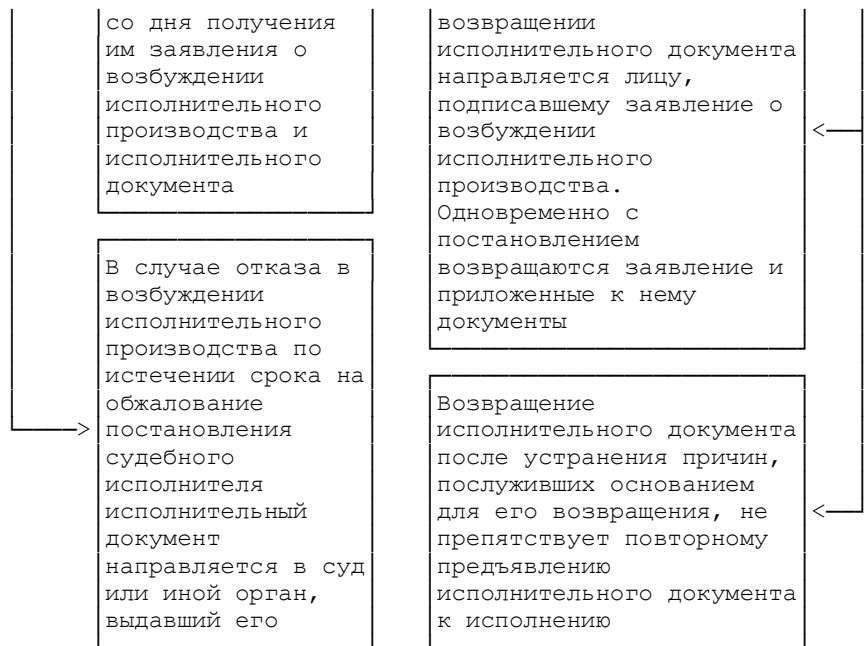 со дня получения
им заявления о
возбуждении
исполнительного
производства и
исполнительного
документа
В случае отказа в
возбуждении
исполнительного
производства по
истечении срока на
обжалование
постановления
судебного
исполнителя
исполнительный
документ
направляется в суд
или иной орган,
выдавший его
возвращении
исполнительного документа
направляется лицу,
подписавшему заявление о
возбуждении
исполнительного
производства.
Одновременно с
постановлением
возвращаются заявление и
приложенные к нему
документы
Возвращение
исполнительного документа
после устранения причин,
послуживших основанием
для его возвращения, не
препятствует повторному
предъявлению
исполнительного документа
к исполнению